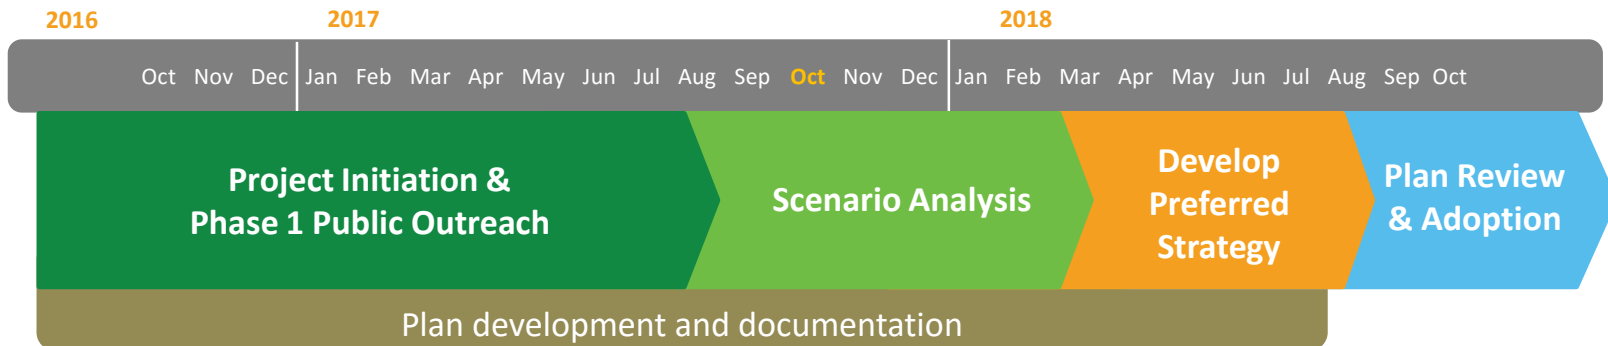 2016 2017 2018
Oct Nov Dec Jan Feb Mar Apr May Jun Jul Aug Sep Oct Nov Dec Jan Feb Mar Apr May Jun Jul Aug Sep Oct
Project Initiation &
Phase 1 Public Outreach
Scenario Analysis
Develop
Preferred
Strategy
Plan Review
& Adoption
Plan development and documentation